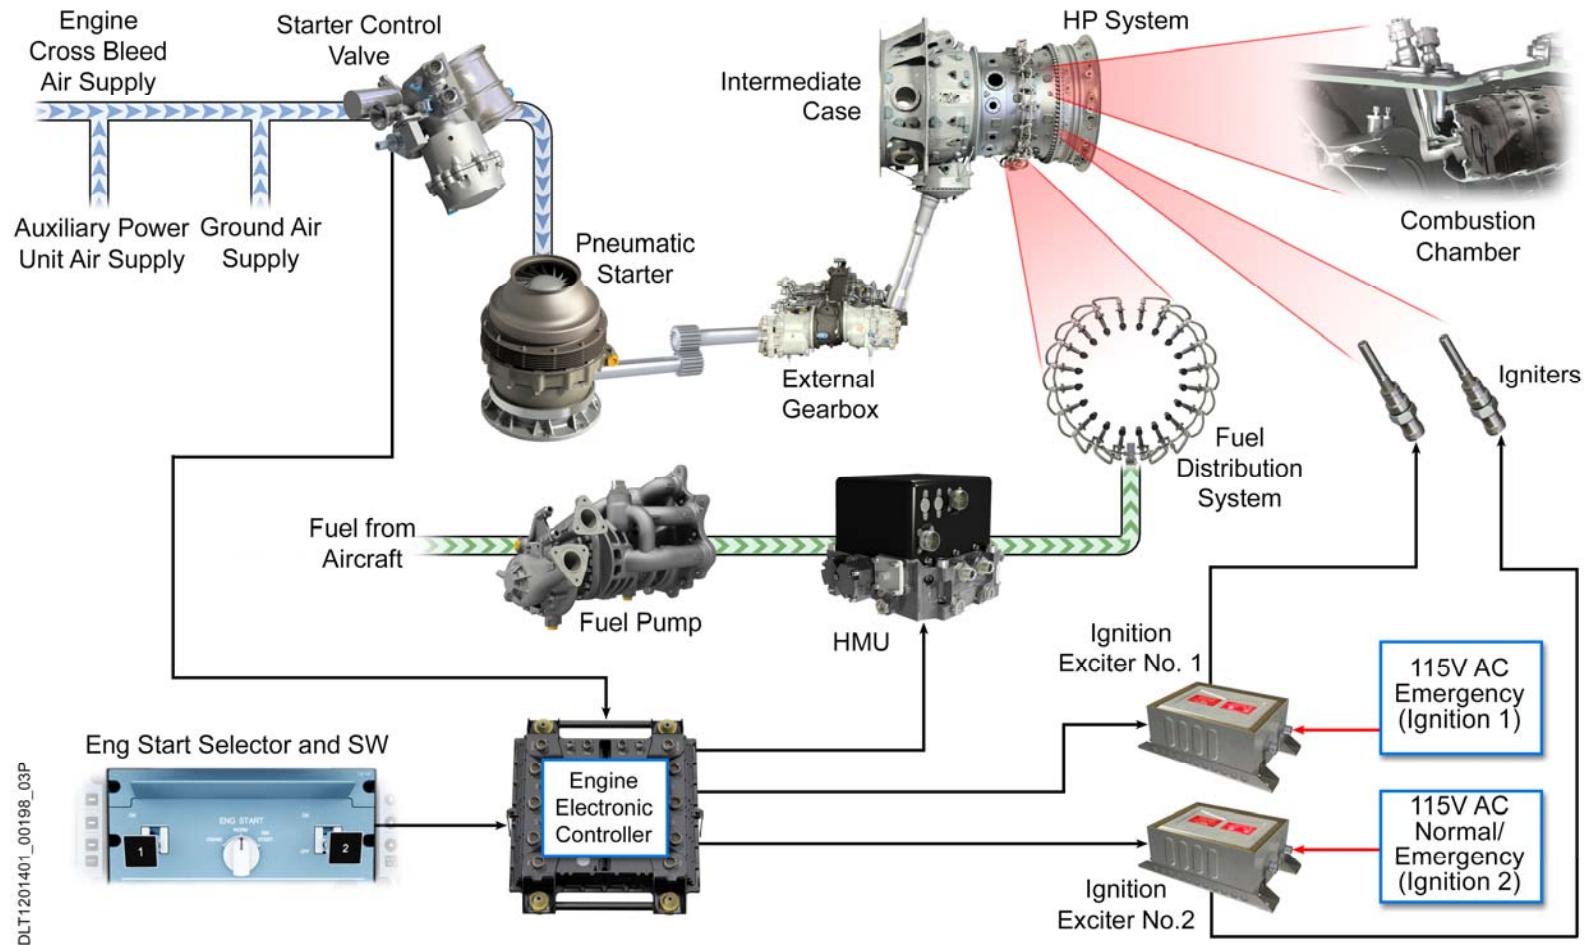 Engine
Cross Bleed
Air Supply
Starter Control
Valve
HP System
Intermediate
Case
Auxiliary Power
Unit Air Supply
Ground Air
Supply
Pneumatic
Starter
Combustion
Chamber
External
Gearbox
Igniters
Fuel
Distribution
System
Fuel from
Aircraft
Fuel Pump
HMU
Ignition
Exciter No. 1
115V AC
Emergency
(Ignition 1)
Eng Start Selector and SW
ENG START
1
2
Engine
Electronic
Controller
115V AC
Normal/
Emergency
(Ignition 2)
Ignition
Exciter No.2
DLT1201401_00198_03P